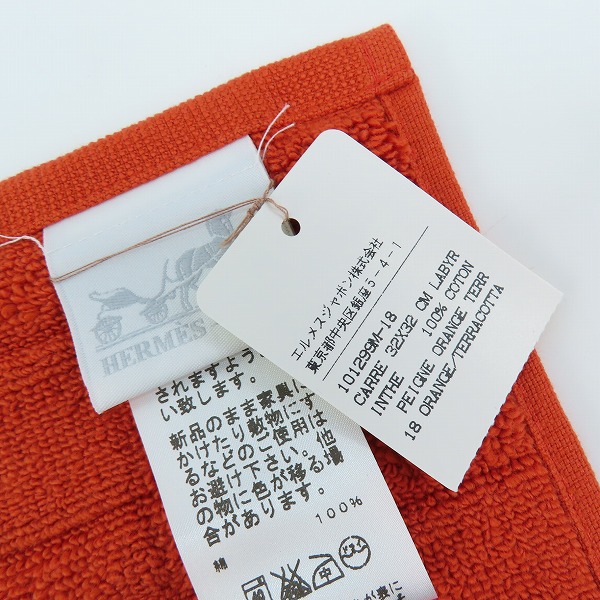 HERMES
エルメス・ジャポン株式会社
東京都中央区銀座5-4-1
101299M-18
CARRE 32X32 CM LABYR
INTHE 100% COTON
PEIGNE ORANGE TERR
18 ORANGE/TERRACOTTA
されますよう
い致します。
新品のまま家具に
かけたり敷物にす
るなどのご使用は
お避け下さい。他
の物に色が移る場
合があります。
綿 100%
40
中